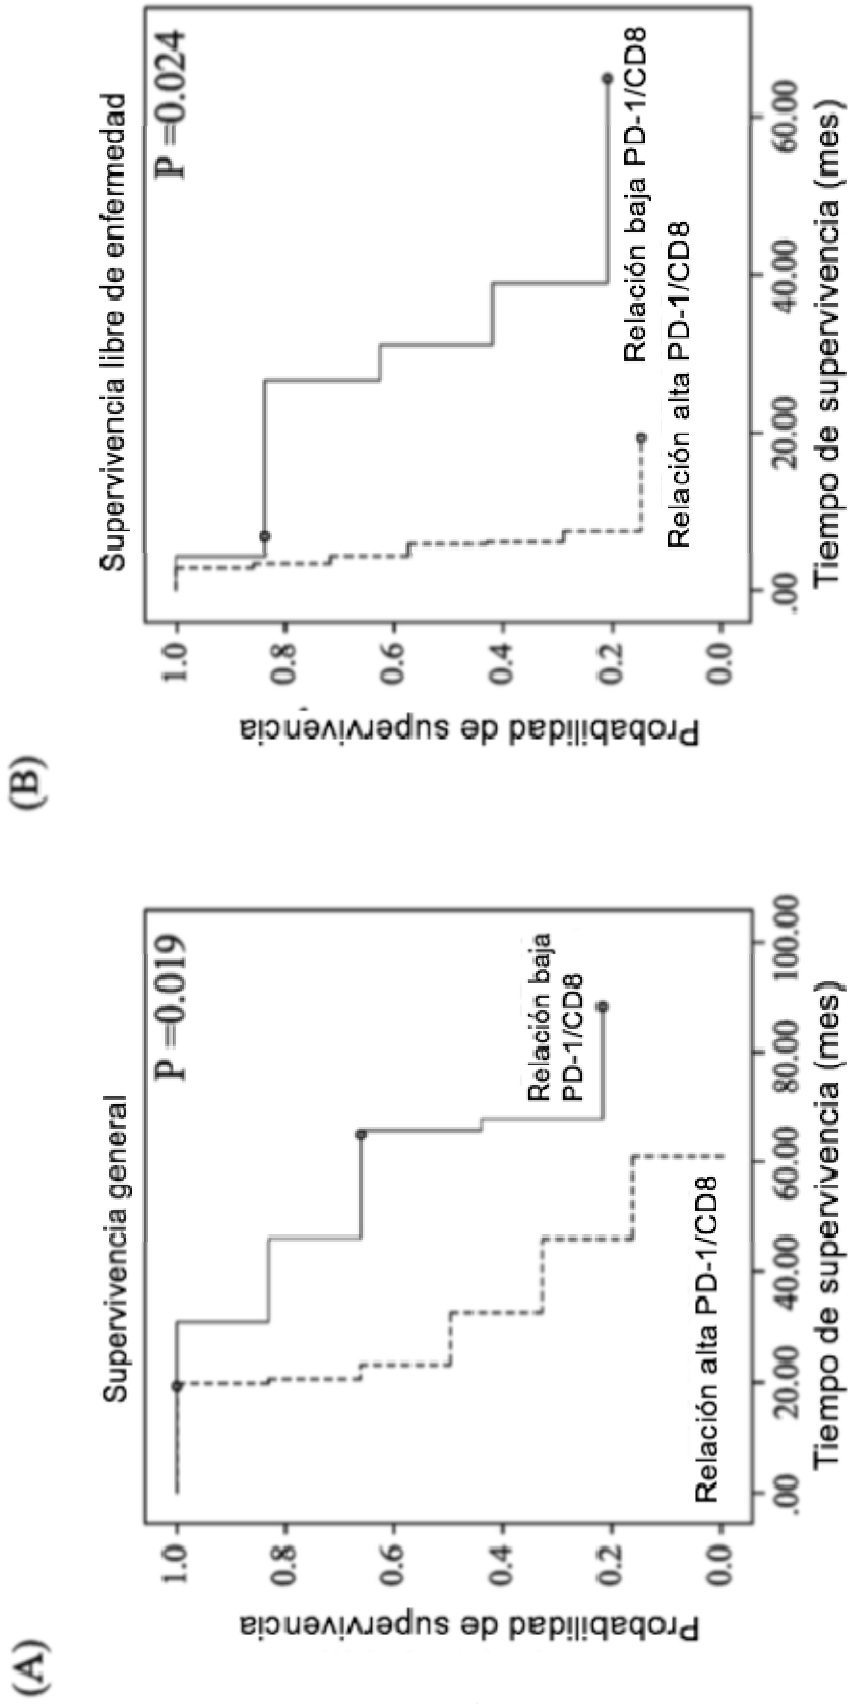 (A)
Supervivencia general
P =0.019
Probabilidad de supervivencia
1.0
0.8
0.6
0.4
0.2
0.0
Relación baja
PD-1/CD8
Relación alta PD-1/CD8
.00
20.00
40.00
60.00
80.00
100.00
Tiempo de supervivencia (mes)
(B)
Supervivencia libre de enfermedad
P =0.024
Probabilidad de supervivencia
1.0
0.8
0.6
0.4
0.2
0.0
Relación baja PD-1/CD8
Relación alta PD-1/CD8
.00
20.00
40.00
60.00
Tiempo de supervivencia (mes)